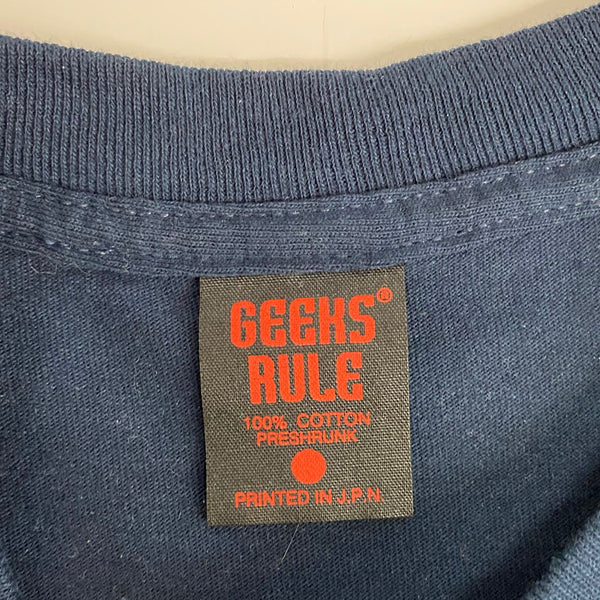 GEEKS®
RULE
100% COTTON
PRESHRUNK
PRINTED IN J.P.N.